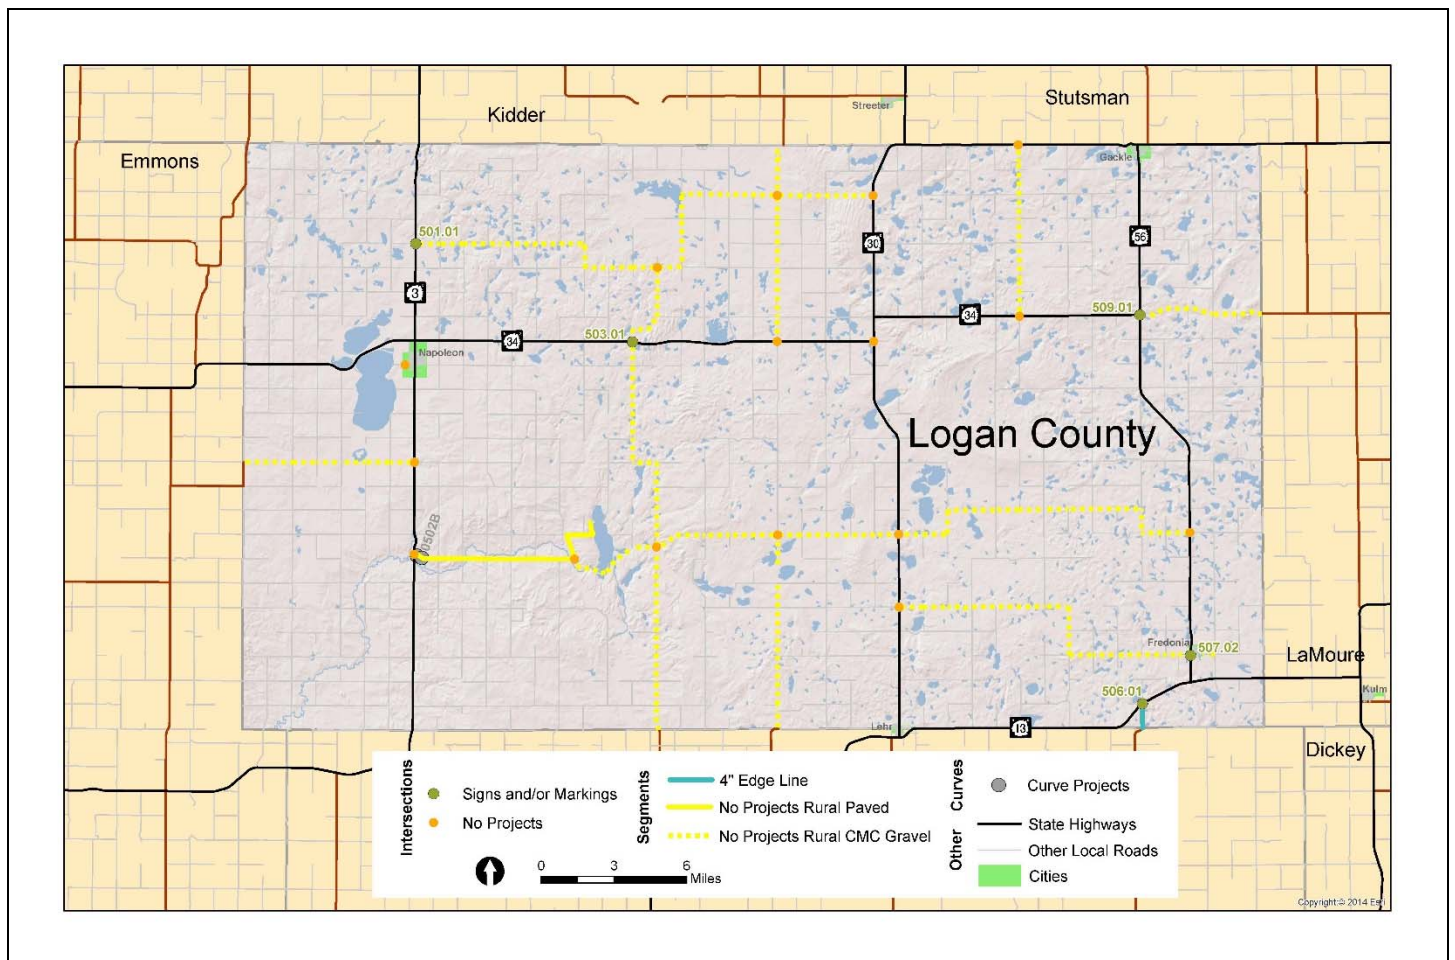 Kidder
Stutsman
Streeter
Emmons
Gackle
501.01
30
56
3
509.01
34
503.01
34
Napoleon
Logan County
0502B
Fredonia
507.02
LaMoure
506.01
Kulm
Lehr
13
Dickey
Intersections
Signs and/or Markings
No Projects
Segments
4" Edge Line
No Projects Rural Paved
No Projects Rural CMC Gravel
Curves
Curve Projects
Other
State Highways
Other Local Roads
Cities
0 3 6
Miles
Copyright:© 2014 Esri